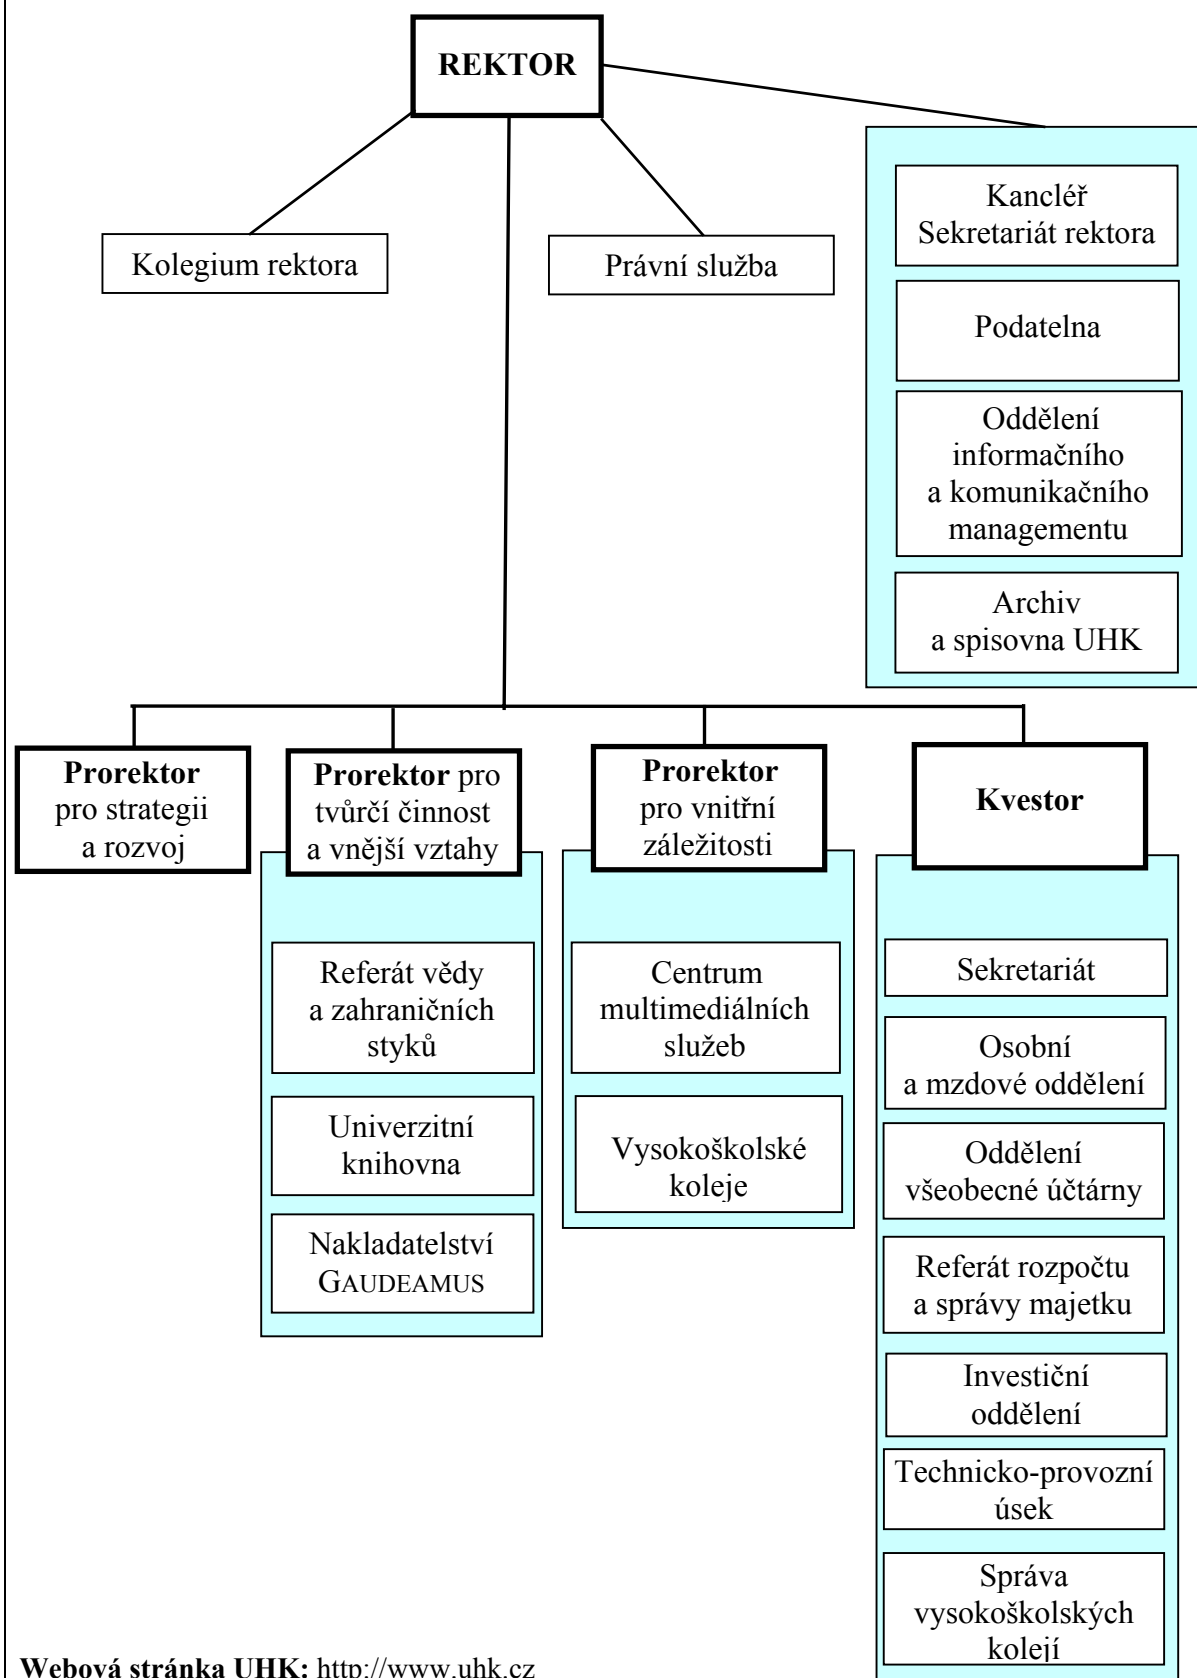 REKTOR
Kolegium rektora
Právní služba
Kancléř
Sekretariát rektora
Podatelna
Oddělení
informačního
a komunikačního
managementu
Archiv
a spisovna UHK
Prorektor
pro strategii
a rozvoj
Prorektor pro
tvůrčí činnost
a vnější vztahy
Referát vědy
a zahraničních
styků
Univerzitní
knihovna
Nakladatelství
GAUDEAMUS
Prorektor
pro vnitřní
záležitosti
Centrum
multimediálních
služeb
Vysokoškolské
koleje
Kvestor
Sekretariát
Osobní
a mzdové oddělení
Oddělení
všeobecné účtárny
Referát rozpočtu
a správy majetku
Investiční
oddělení
Technicko-provozní
úsek
Správa
vysokoškolských
kolejí
Webová stránka UHK: http://www.uhk.cz